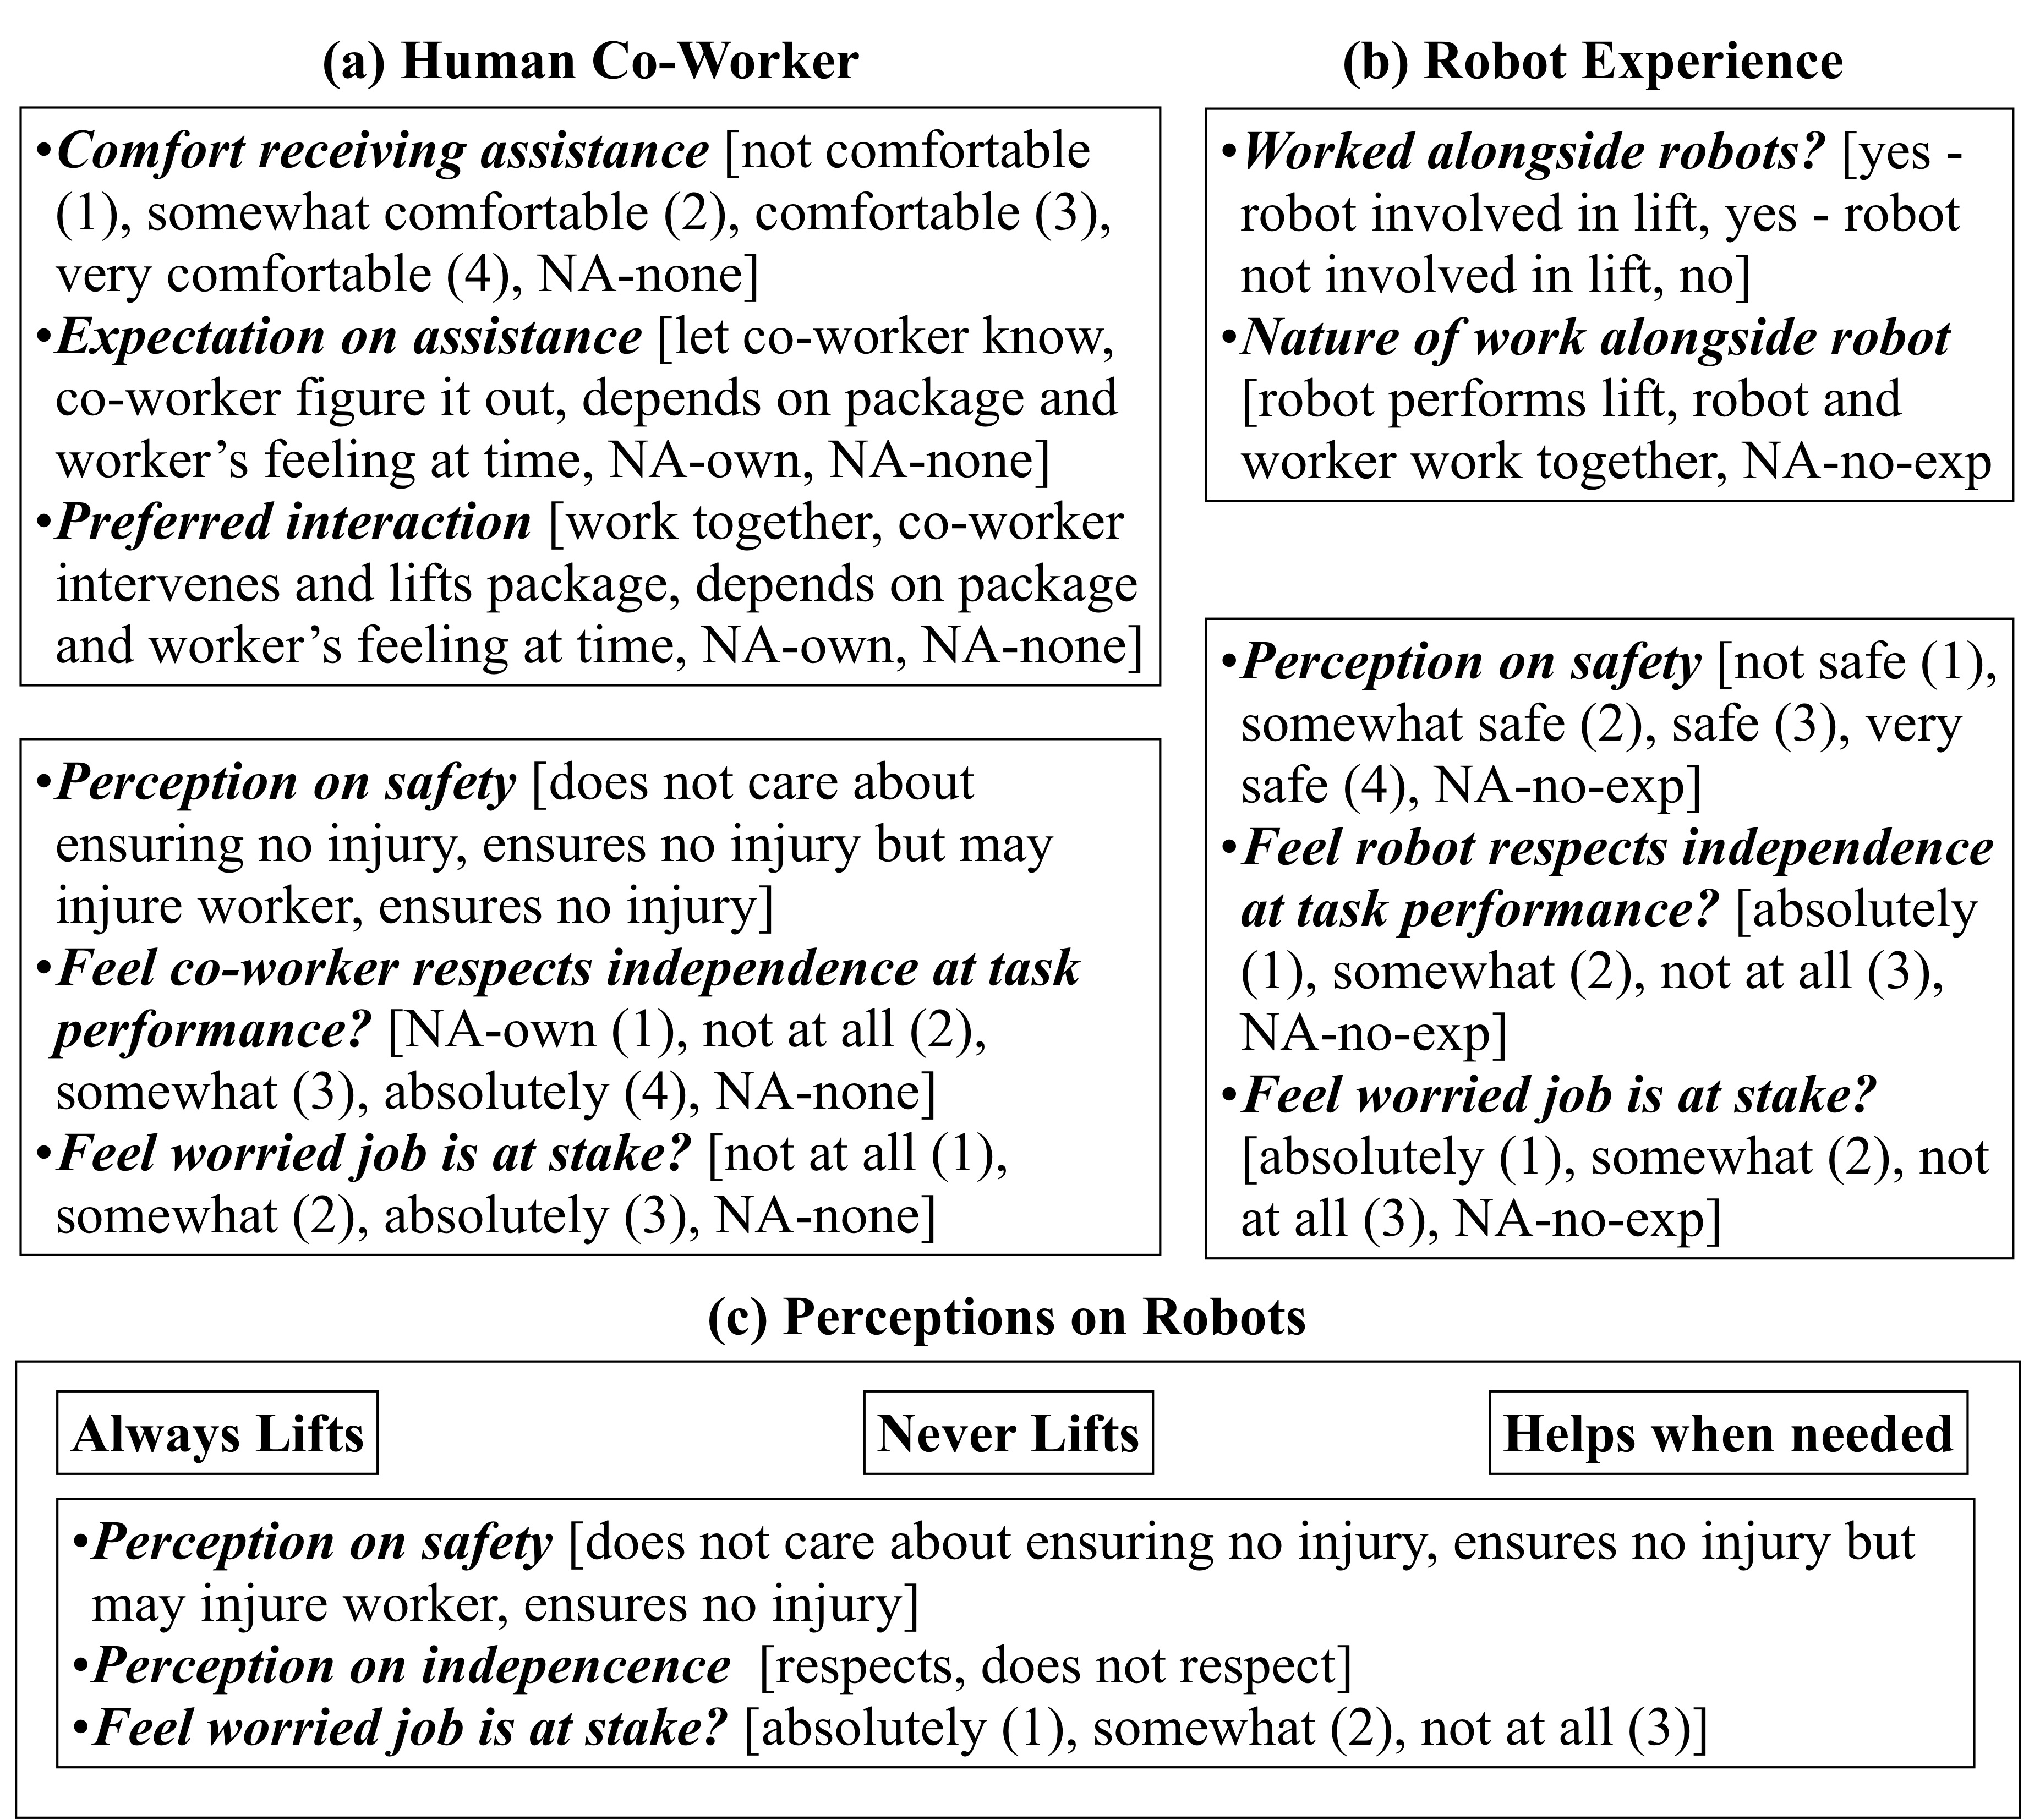 (a) Human Co-Worker
•Comfort receiving assistance [not comfortable
(1), somewhat comfortable (2), comfortable (3),
very comfortable (4), NA-none]
•Expectation on assistance [let co-worker know,
co-worker figure it out, depends on package and
worker’s feeling at time, NA-own, NA-none]
•Preferred interaction [work together, co-worker
intervenes and lifts package, depends on package
and worker’s feeling at time, NA-own, NA-none]
•Perception on safety [does not care about
ensuring no injury, ensures no injury but may
injure worker, ensures no injury]
•Feel co-worker respects independence at task
performance? [NA-own (1), not at all (2),
somewhat (3), absolutely (4), NA-none]
•Feel worried job is at stake? [not at all (1),
somewhat (2), absolutely (3), NA-none]
(b) Robot Experience
•Worked alongside robots? [yes -
robot involved in lift, yes - robot
not involved in lift, no]
•Nature of work alongside robot
[robot performs lift, robot and
worker work together, NA-no-exp
•Perception on safety [not safe (1),
somewhat safe (2), safe (3), very
safe (4), NA-no-exp]
•Feel robot respects independence
at task performance? [absolutely
(1), somewhat (2), not at all (3),
NA-no-exp]
•Feel worried job is at stake?
[absolutely (1), somewhat (2), not
at all (3), NA-no-exp]
(c) Perceptions on Robots
Always Lifts
Never Lifts
Helps when needed
•Perception on safety [does not care about ensuring no injury, ensures no injury but
may injure worker, ensures no injury]
•Perception on indepencence [respects, does not respect]
•Feel worried job is at stake? [absolutely (1), somewhat (2), not at all (3)]